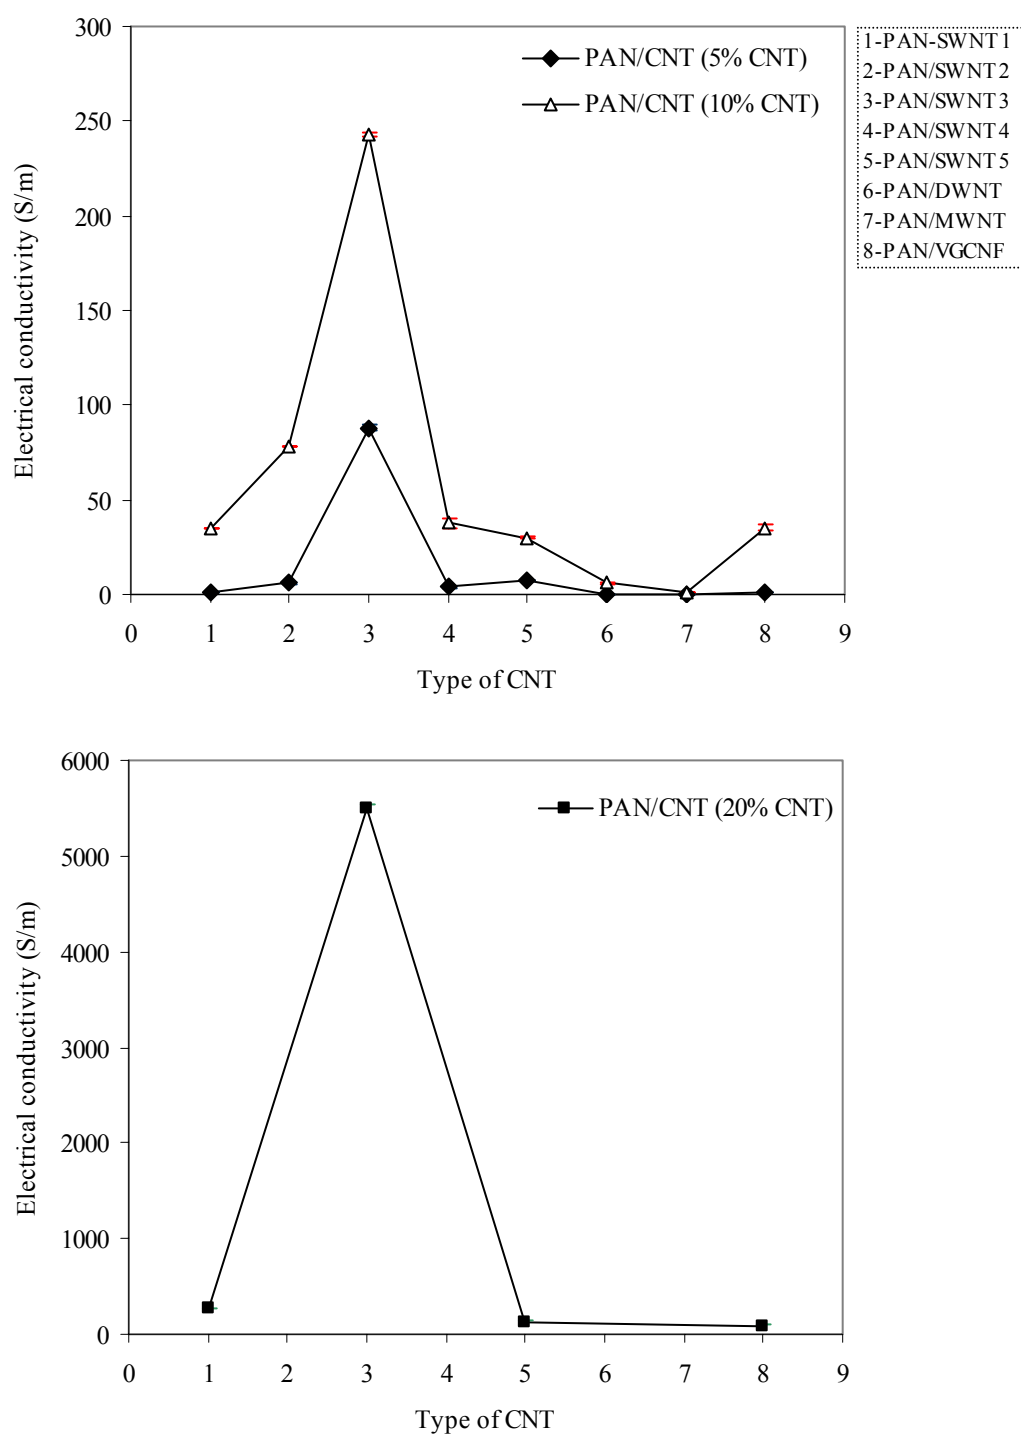 300
250
200
150
100
50
0
Electrical conductivity (S/m)
PAN/CNT (5% CNT)
PAN/CNT (10% CNT)
1-PAN-SWNT1
2-PAN/SWNT2
3-PAN/SWNT3
4-PAN/SWNT4
5-PAN/SWNT5
6-PAN/DWNT
7-PAN/MWNT
8-PAN/VGCNF
0 1 2 3 4 5 6 7 8 9
Type of CNT
6000
5000
4000
3000
2000
1000
0
Electrical conductivity (S/m)
PAN/CNT (20% CNT)
0 1 2 3 4 5 6 7 8 9
Type of CNT